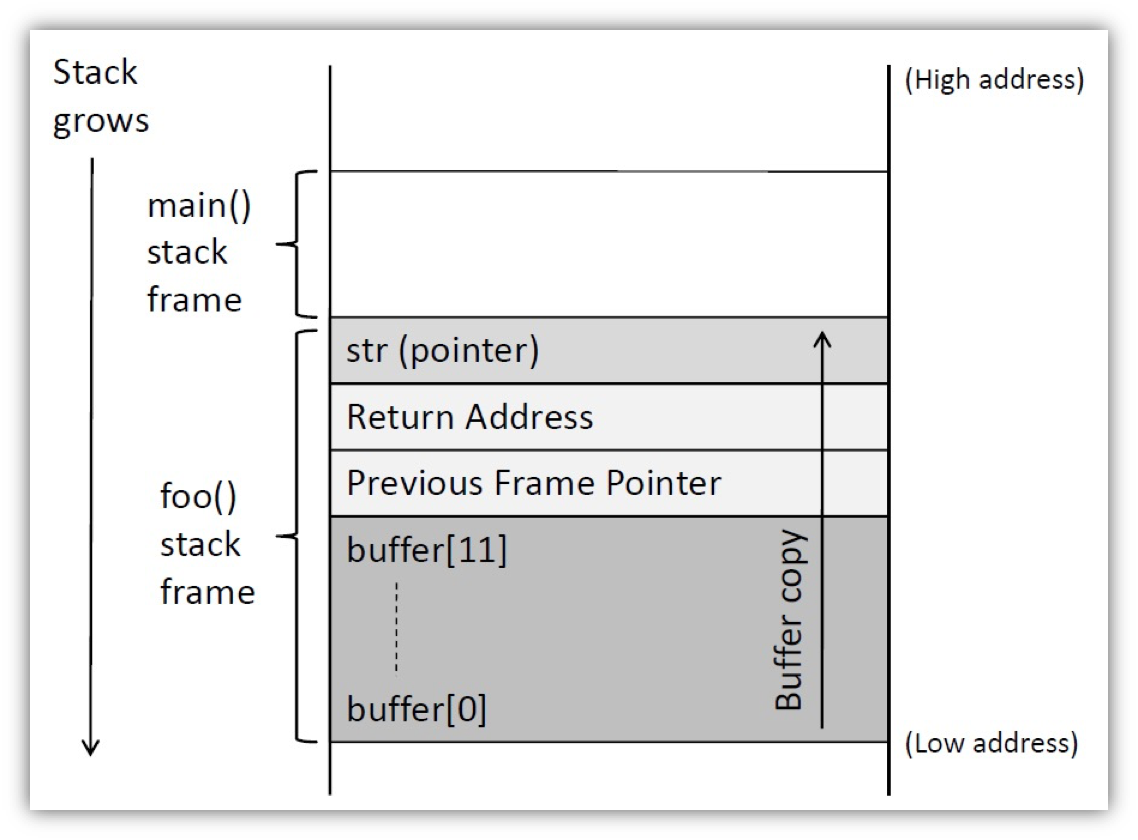 Stack
grows
(High address)
main()
stack
frame
str (pointer)
Return Address
Previous Frame Pointer
foo()
stack
frame
buffer[11]
buffer[0]
Buffer copy
(Low address)